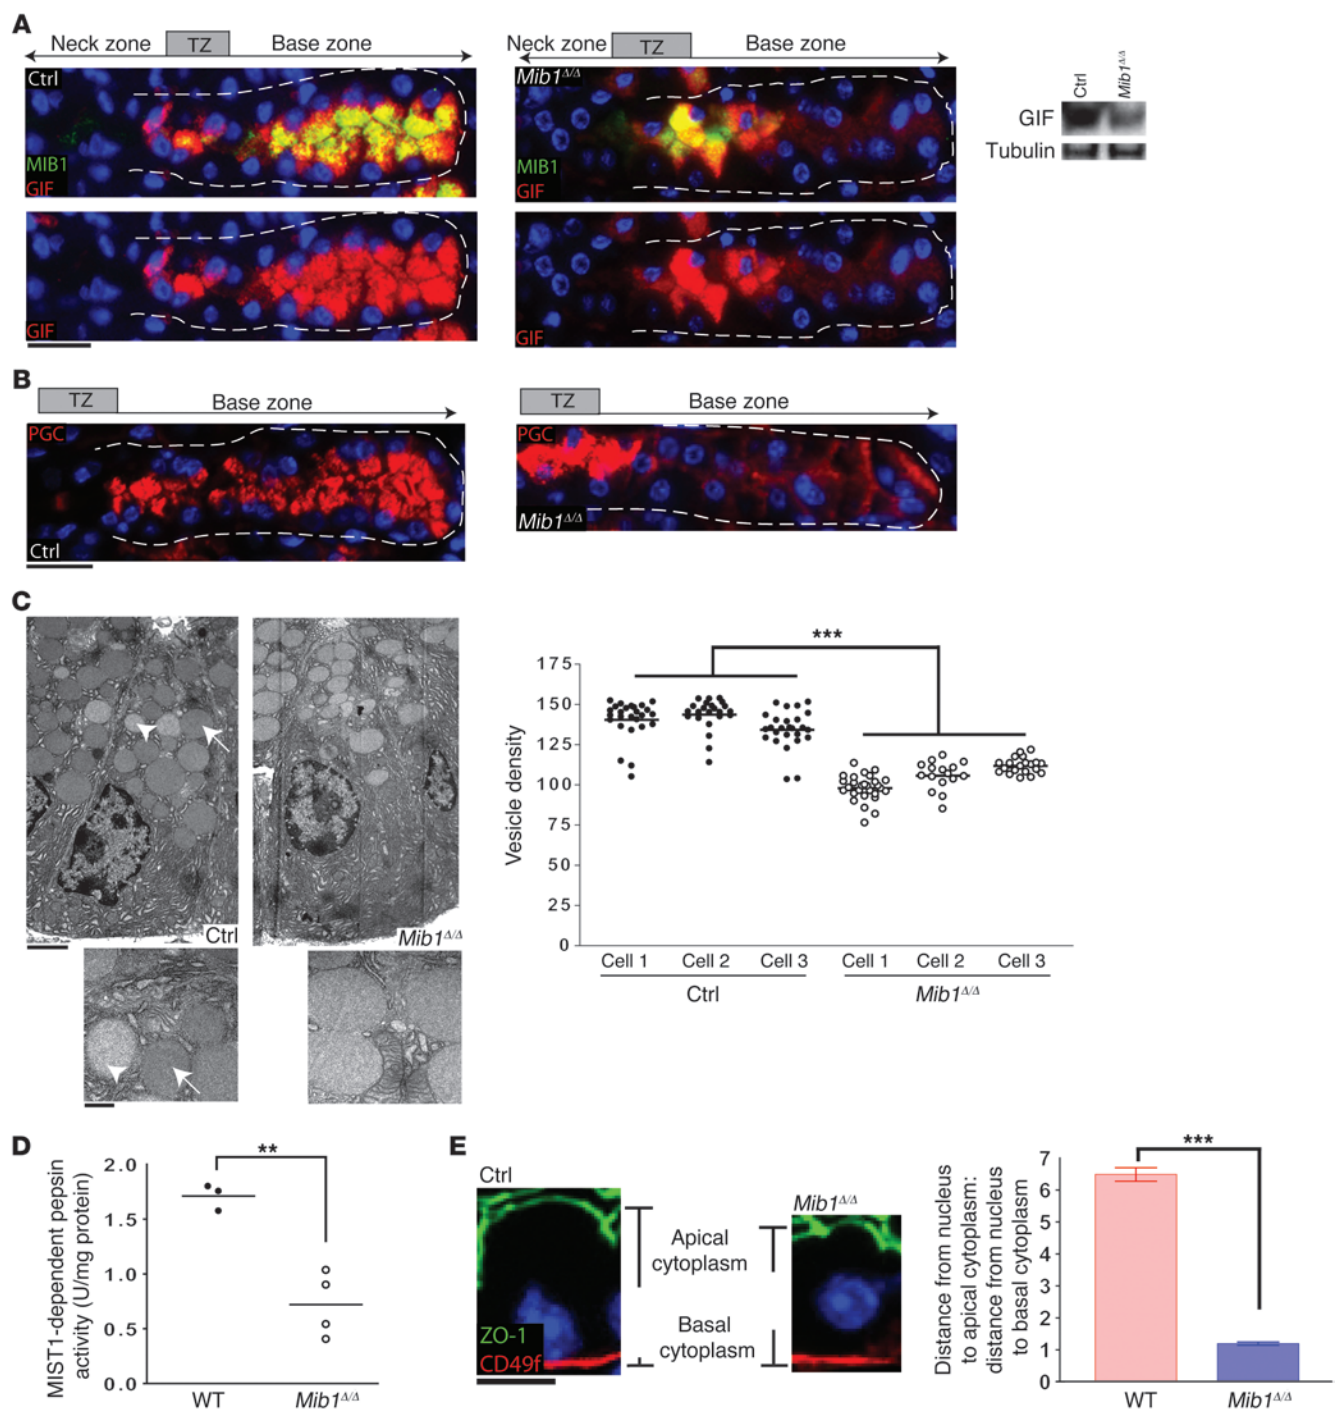 A
Neck zone TZ Base zone
Neck zone TZ Base zone
Ctrl
MIB1
GIF
Mib1Δ/Δ
MIB1
GIF
Ctrl Mib1Δ/Δ
GIF
Tubulin
GIF
GIF
B
TZ Base zone
TZ Base zone
PGC
Ctrl
PGC
Mib1Δ/Δ
C
Ctrl
Mib1Δ/Δ
***
Vesicle density
175
150
125
100
75
50
25
0
Cell 1 Cell 2 Cell 3 Cell 1 Cell 2 Cell 3
Ctrl Mib1Δ/Δ
D
MIST1-dependent pepsin
activity (U/mg protein)
**
2.0
1.5
1.0
0.5
0.0
WT Mib1Δ/Δ
E
Ctrl
ZO-1
CD49f
Apical
cytoplasm
Basal
cytoplasm
Mib1Δ/Δ
Distance from nucleus
to apical cytoplasm:
distance from nucleus
to basal cytoplasm
***
7
6
5
4
3
2
1
0
WT Mib1Δ/Δ